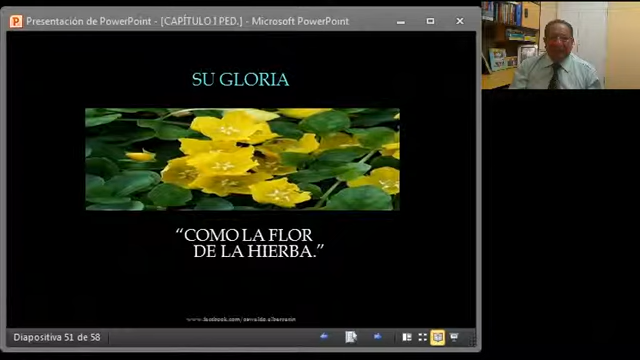 Presentación de PowerPoint - [CAPÍTULO I PED.] - Microsoft PowerPoint
SU GLORIA
“COMO LA FLOR
DE LA HIERBA.”
Diapositiva 51 de 58